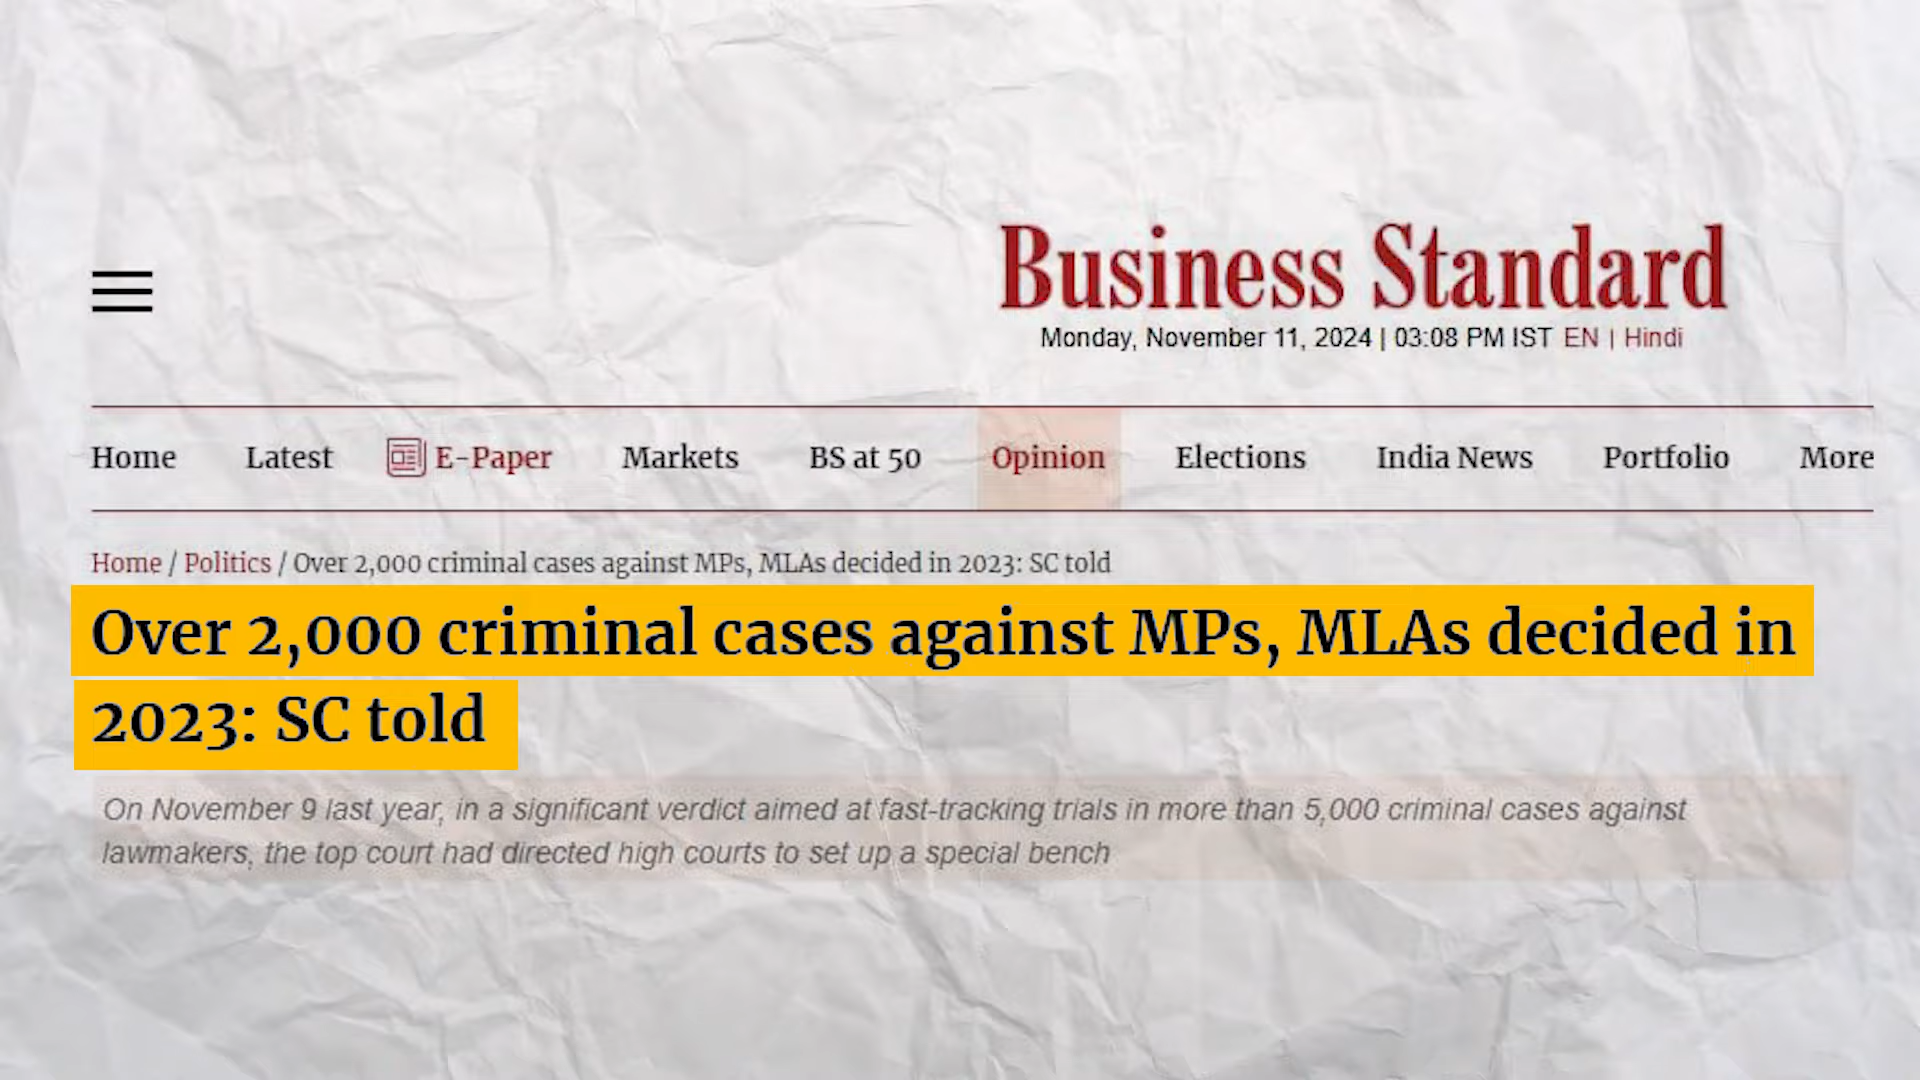 Business Standard
Monday, November 11, 2024 | 03:08 PM IST EN | Hindi
Home Latest E-Paper Markets BS at 50 Opinion Elections India News Portfolio More
Home / Politics / Over 2,000 criminal cases against MPs, MLAs decided in 2023: SC told
Over 2,000 criminal cases against MPs, MLAs decided in
2023: SC told
On November 9 last year, in a significant verdict aimed at fast-tracking trials in more than 5,000 criminal cases against
lawmakers, the top court had directed high courts to set up a special bench